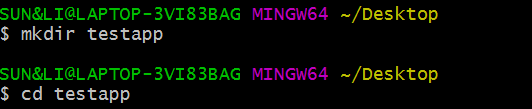 SUN&LI@LAPTOP-3VI83BAG MINGW64 ~/Desktop
$ mkdir testapp
SUN&LI@LAPTOP-3VI83BAG MINGW64 ~/Desktop
$ cd testapp